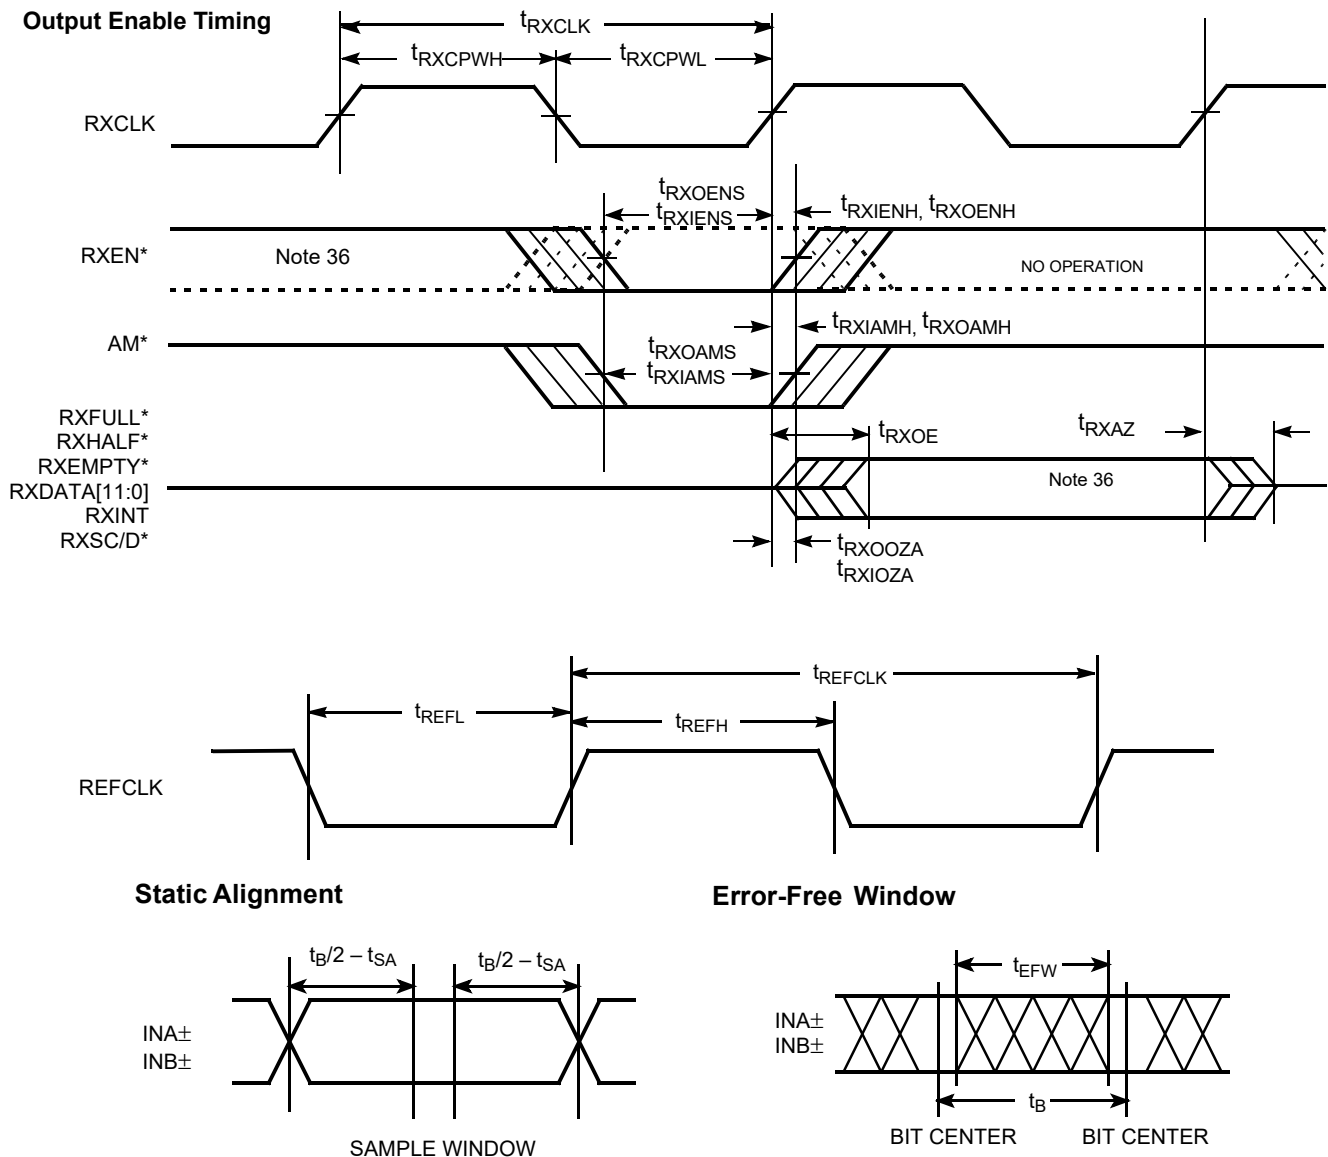 Output Enable Timing
tRXCLK
tRXCPWH
tRXCPWL
RXCLK
tRXOENS
tRXIENS
tRXIENH, tRXOENH
RXEN*
Note 36
NO OPERATION
tRXIAMH, tRXOAMH
AM*
tRXOAMS
tRXIAMS
RXFULL*
RXHALF*
RXEMPTY*
RXDATA[11:0]
RXINT
RXSC/D*
tRXOE
tRXAZ
Note 36
tRXOOZA
tRXIOZA
tREFCLK
tREFL
tREFH
REFCLK
Static Alignment
tB/2 – tSA
tB/2 – tSA
INA±
INB±
SAMPLE WINDOW
Error-Free Window
tEFW
INA±
INB±
tB
BIT CENTER
BIT CENTER